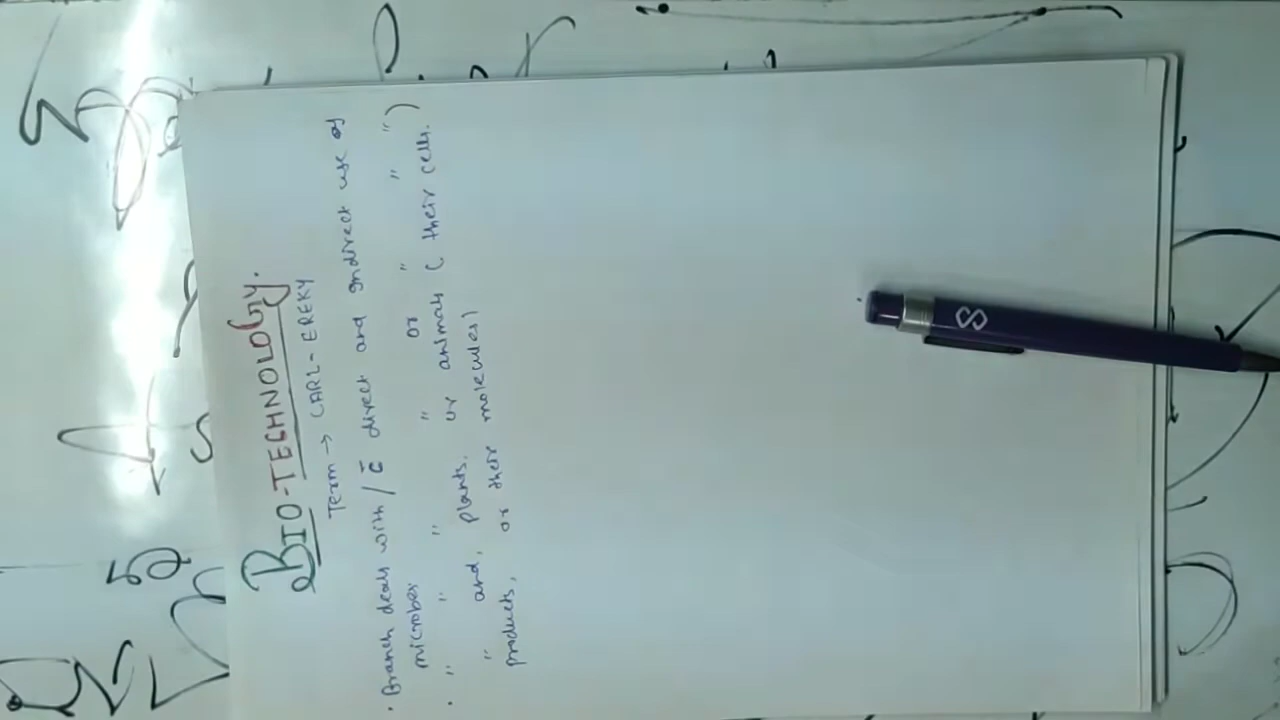 BIO-TECHNOLOGY.
Term → CARL-EREKY
· Branch deals with / c̄ direct and indirect use of
microbes " " or " " " )
· " " " " " or animals ( their cells.
" and, plants.
products, or their molecules)